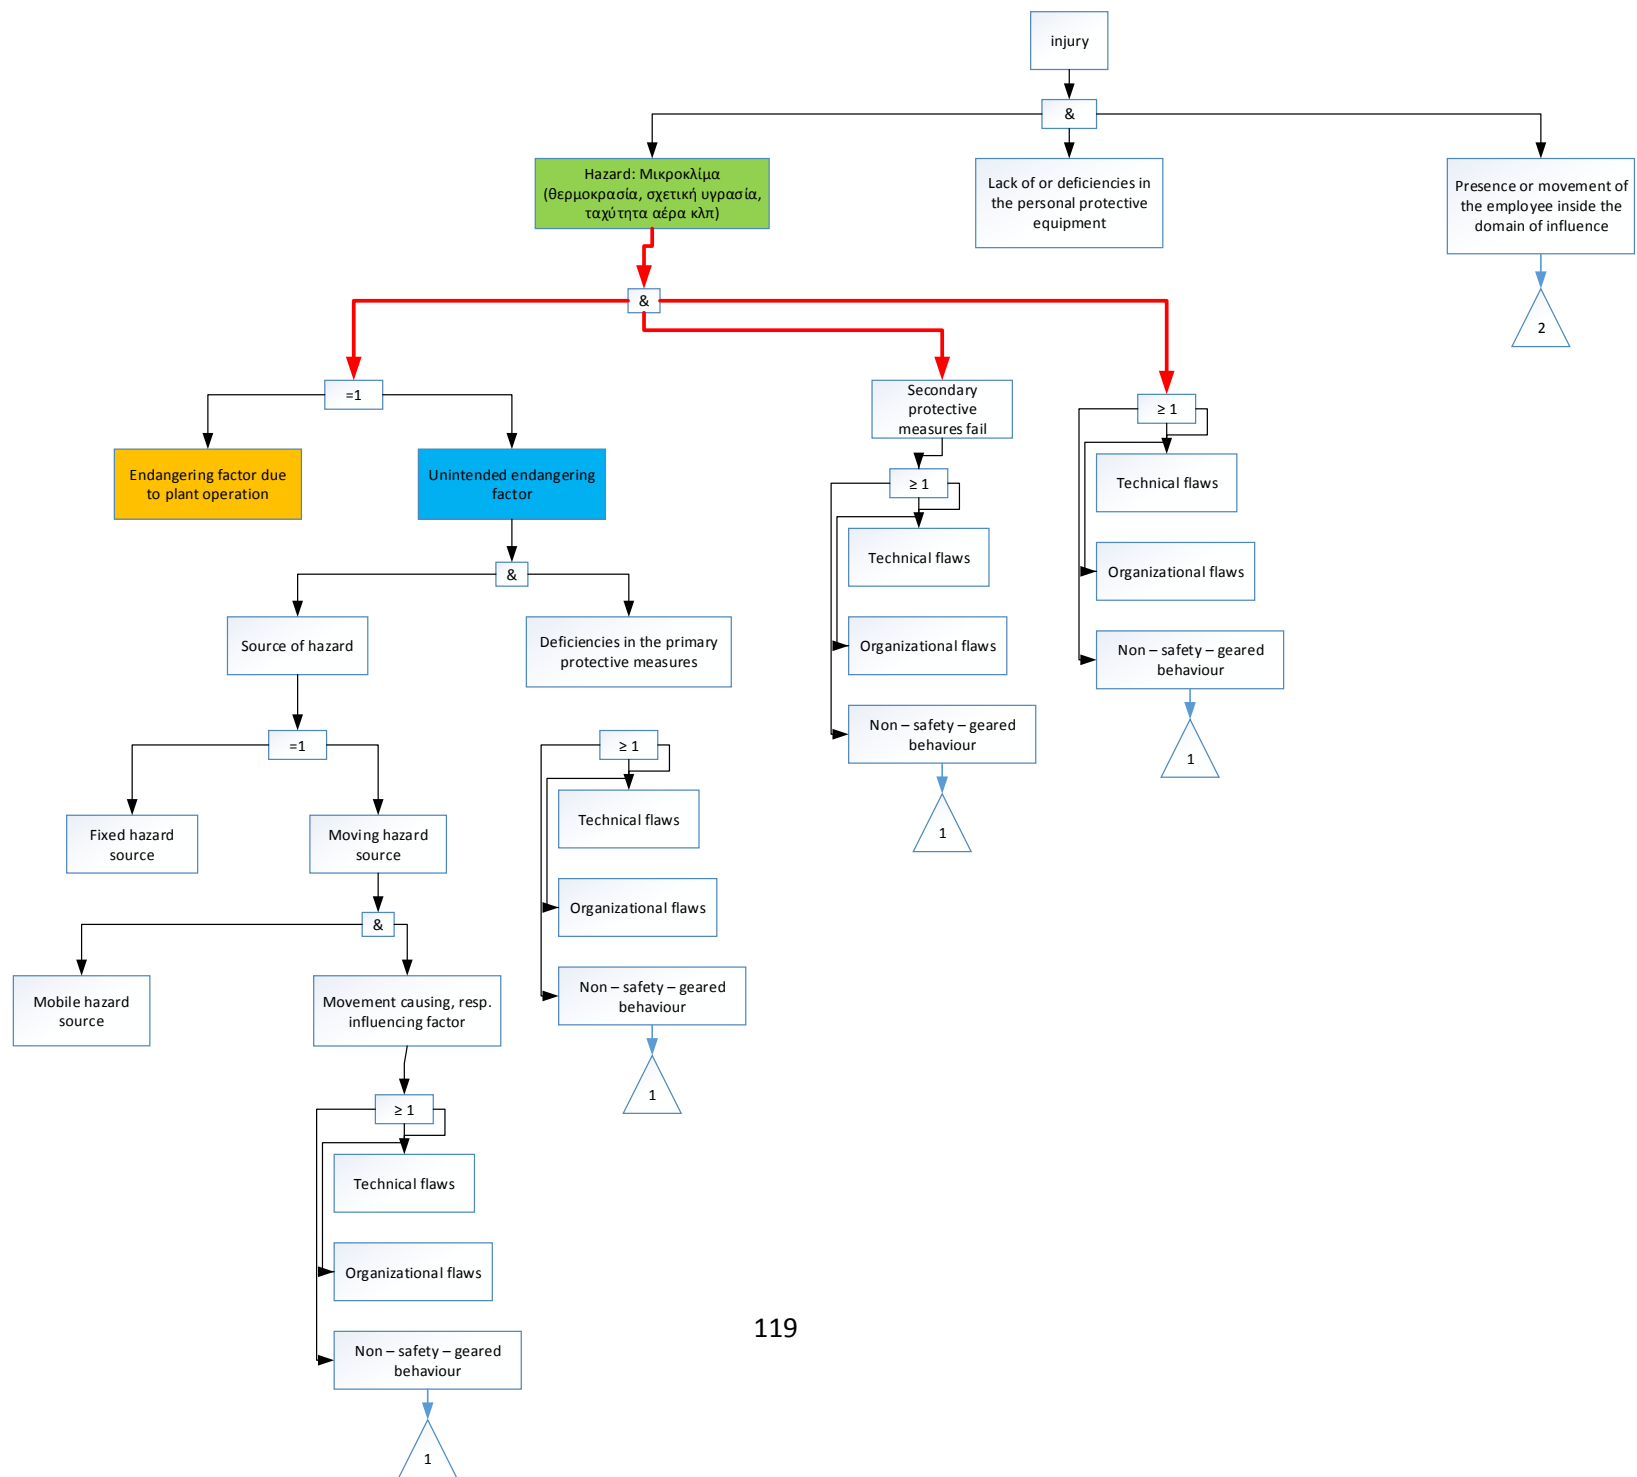 injury
&
Hazard: Μικροκλίμα
(θερμοκρασία, σχετική υγρασία,
ταχύτητα αέρα κλπ)
Lack of or deficiencies in
the personal protective
equipment
Presence or movement of
the employee inside the
domain of influence
&
2
=1
Secondary
protective
measures fail
≥ 1
Endangering factor due
to plant operation
Unintended endangering
factor
≥ 1
Technical flaws
Technical flaws
Organizational flaws
&
Source of hazard
Deficiencies in the primary
protective measures
Organizational flaws
Non – safety – geared
behaviour
=1
≥ 1
Non – safety – geared
behaviour
1
Fixed hazard
source
Moving hazard
source
Technical flaws
1
&
Organizational flaws
Mobile hazard
source
Movement causing, resp.
influencing factor
Non – safety – geared
behaviour
1
≥ 1
Technical flaws
Organizational flaws
119
Non – safety – geared
behaviour
1